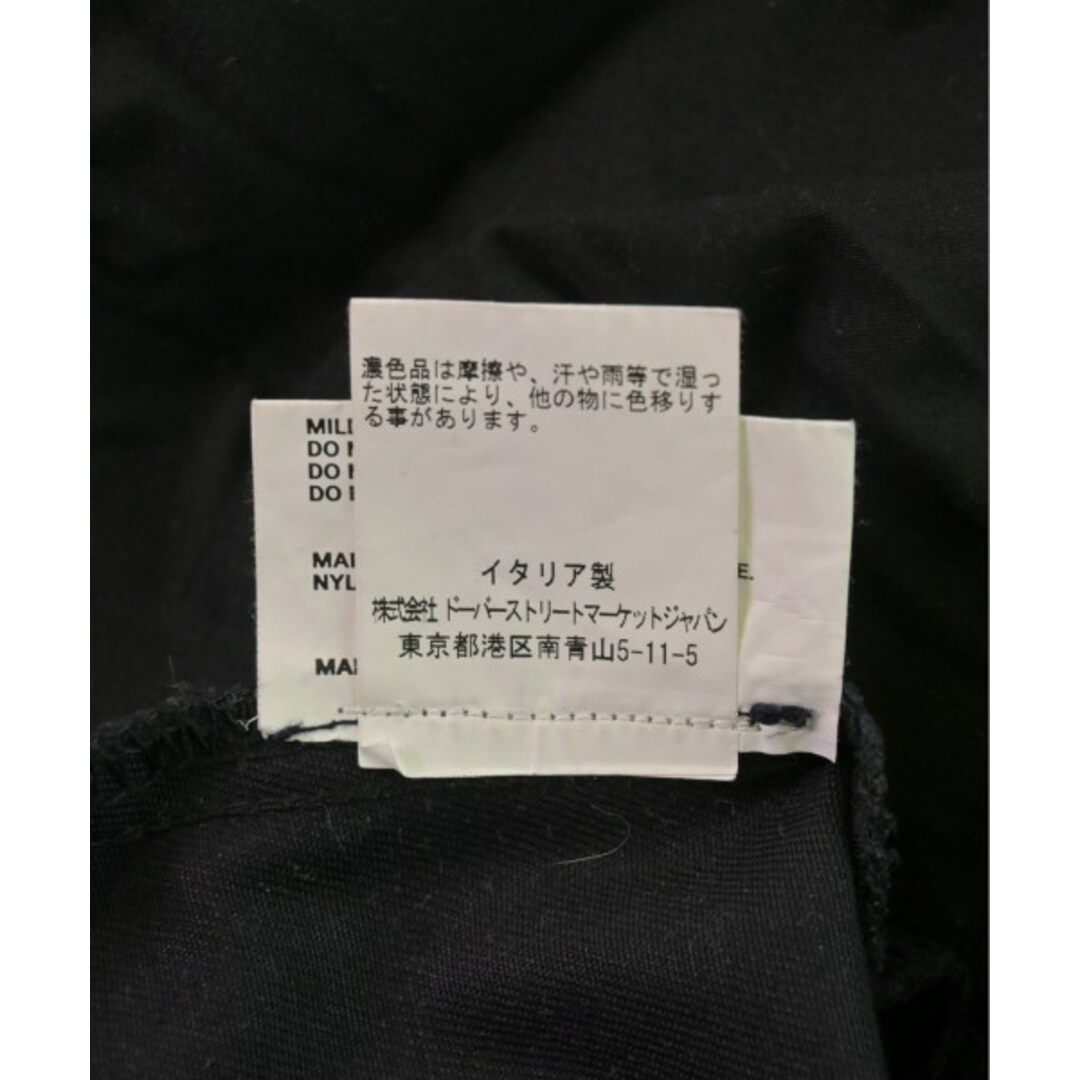 濃色品は摩擦や、汗や雨等で湿っ
た状態により、他の物に色移りす
る事があります。
イタリア製
株式会社 ドーバーストリートマーケットジャパン
東京都港区南青山5-11-5
DO
DO
DO